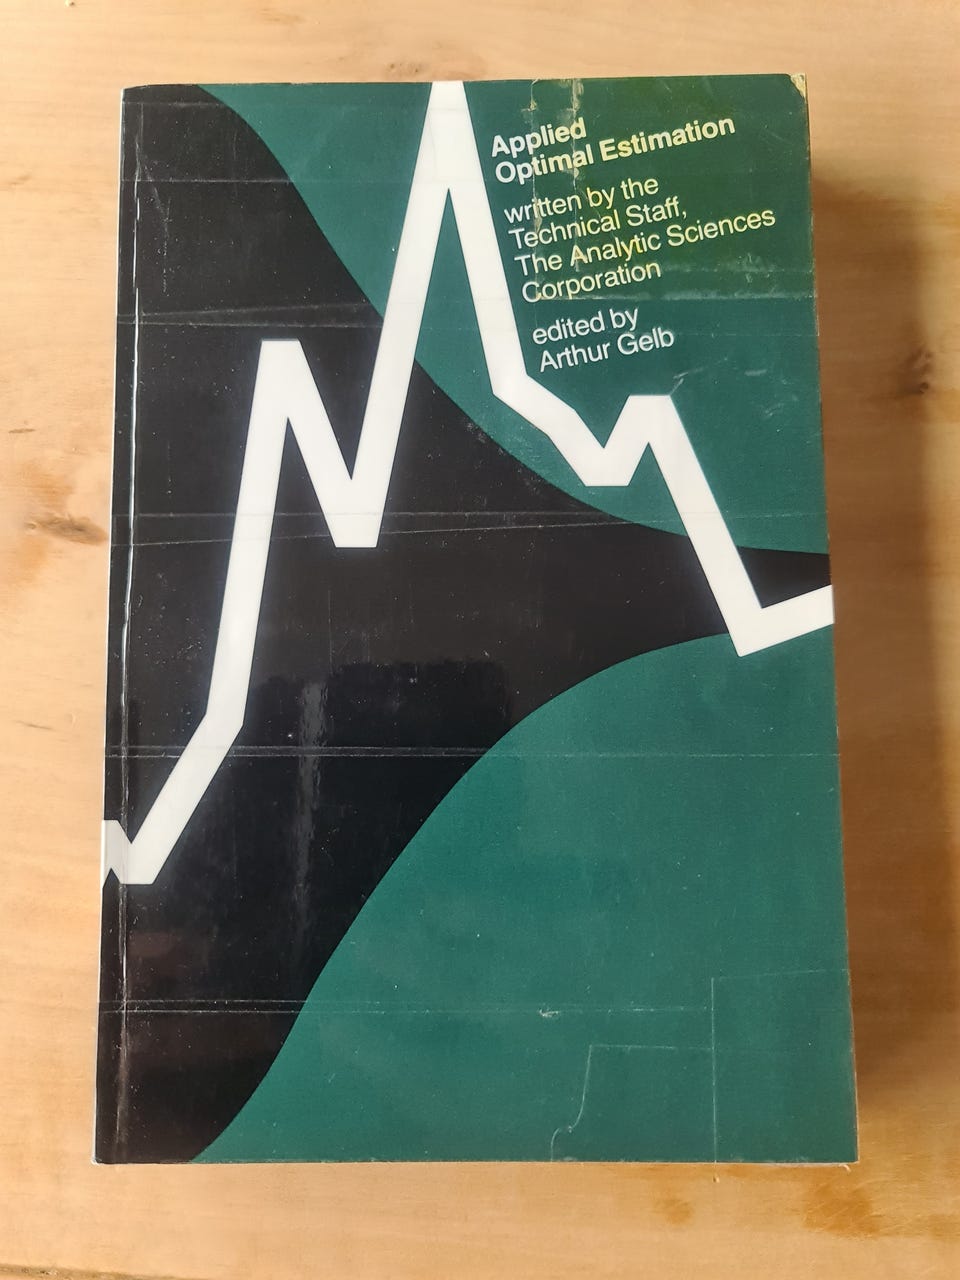 Applied
Optimal Estimation
written by the
Technical Staff,
The Analytic Sciences
Corporation
edited by
Arthur Gelb